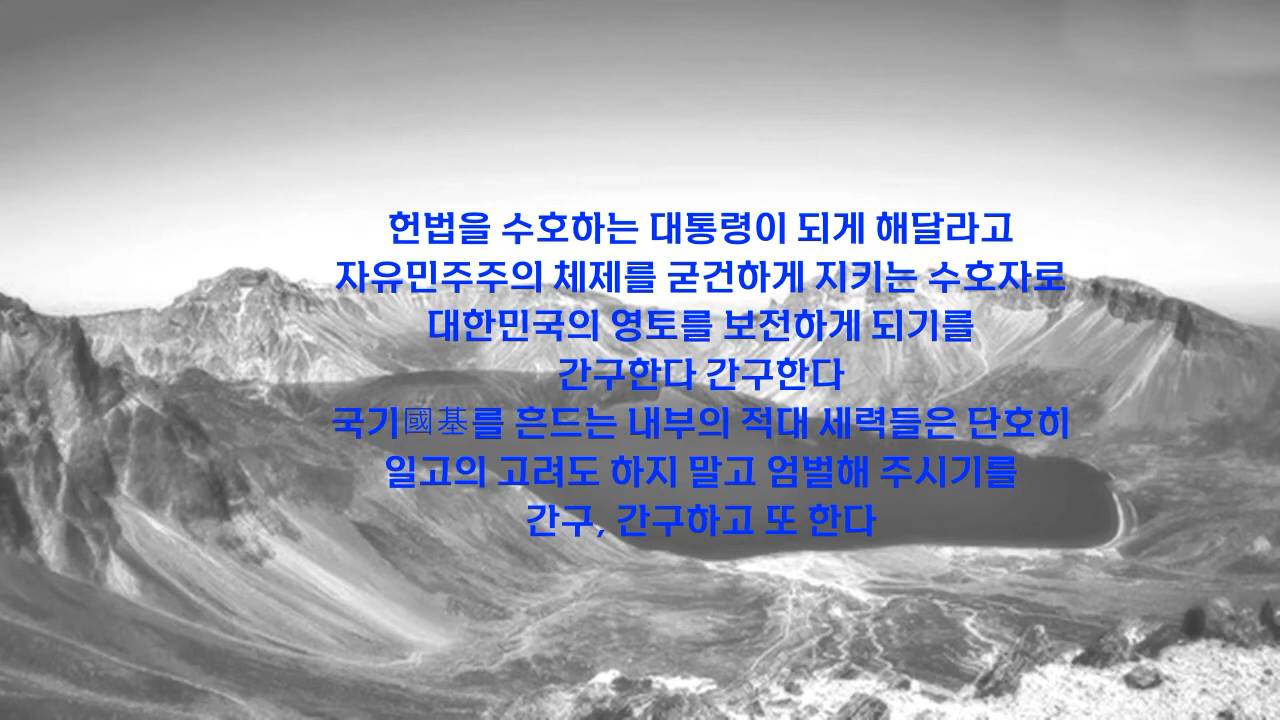 헌법을 수호하는 대통령이 되게 해달라고
자유민주주의 체제를 굳건하게 지키는 수호자로
대한민국의 영토를 보전하게 되기를
간구한다 간구한다
국기國基를 흔드는 내부의 적대 세력들은 단호히
일고의 고려도 하지 말고 엄벌해 주시기를
간구, 간구하고 또 한다